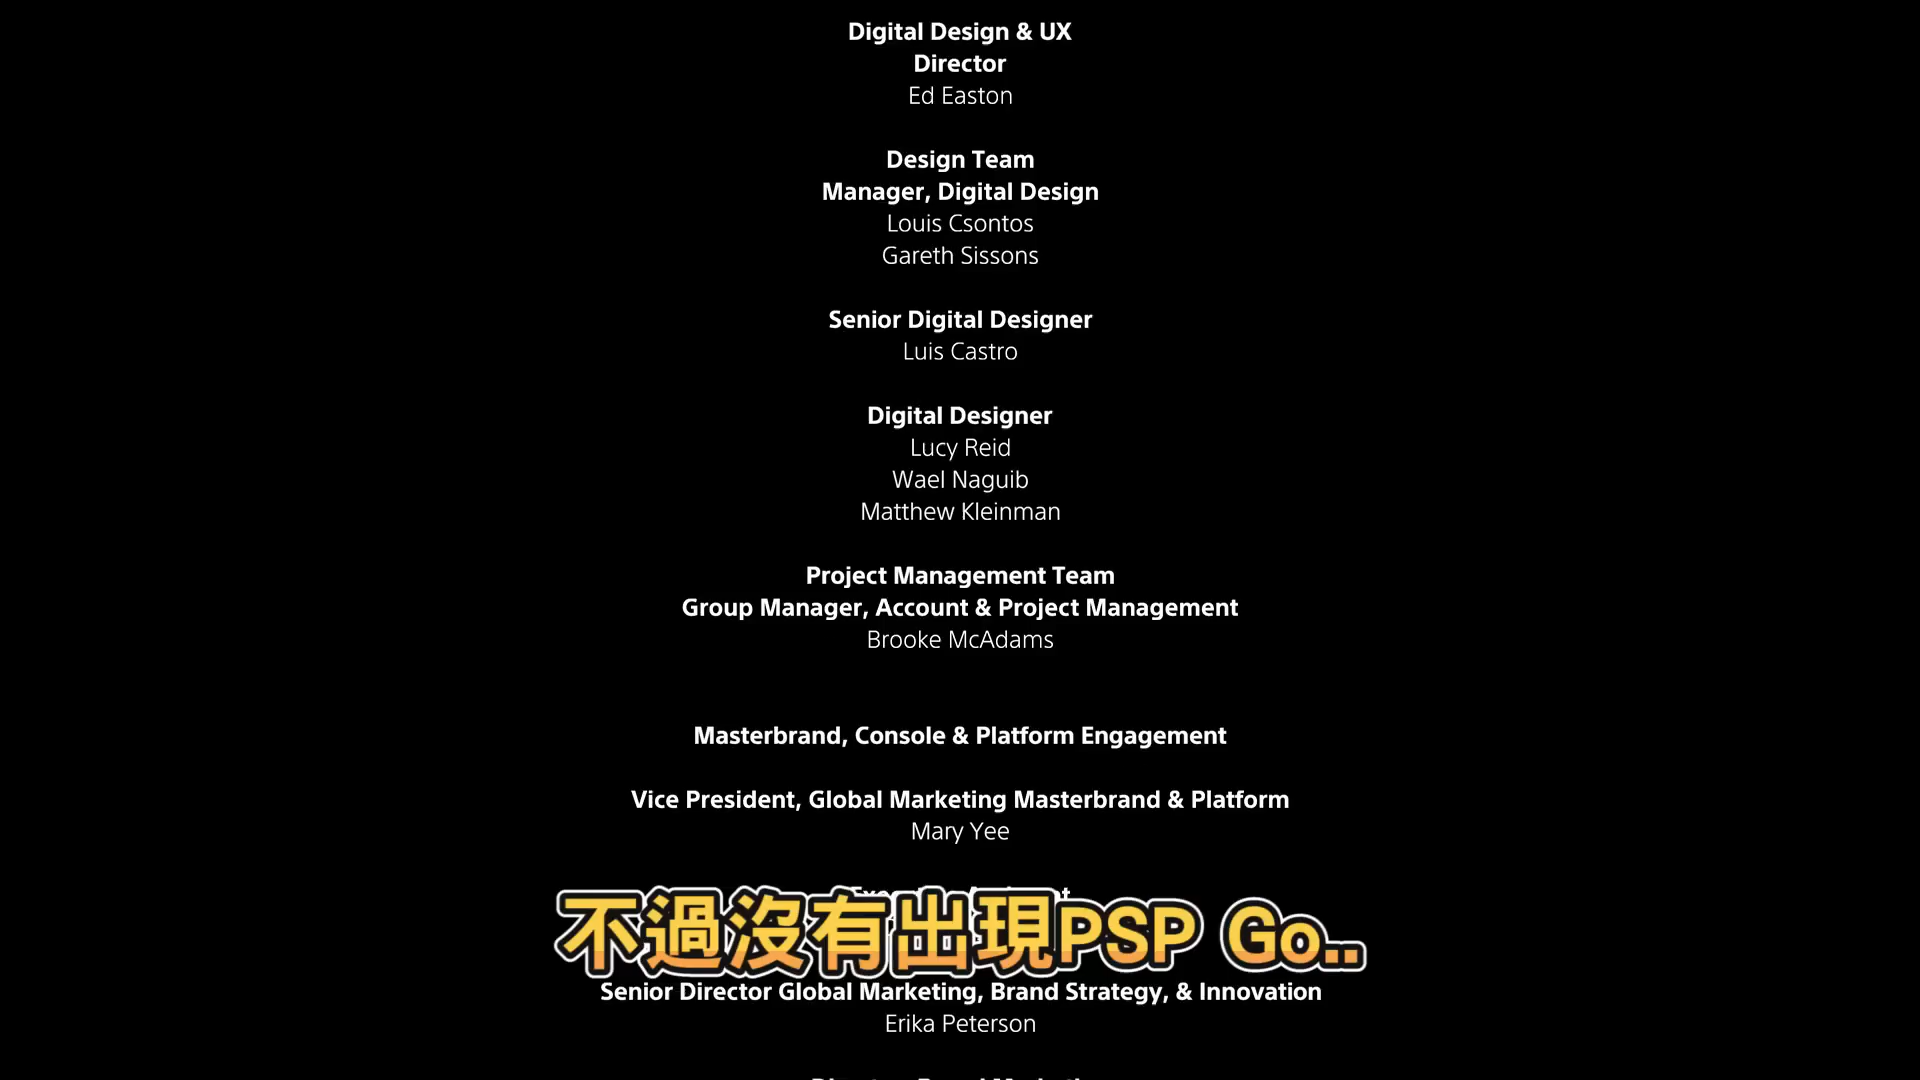 Digital Design & UX
Director
Ed Easton
Design Team
Manager, Digital Design
Louis Csontos
Gareth Sissons
Senior Digital Designer
Luis Castro
Digital Designer
Lucy Reid
Wael Naguib
Matthew Kleinman
Project Management Team
Group Manager, Account & Project Management
Brooke McAdams
Masterbrand, Console & Platform Engagement
Vice President, Global Marketing Masterbrand & Platform
Mary Yee
不過沒有出現PSP Go..
Senior Director Global Marketing, Brand Strategy, & Innovation
Erika Peterson